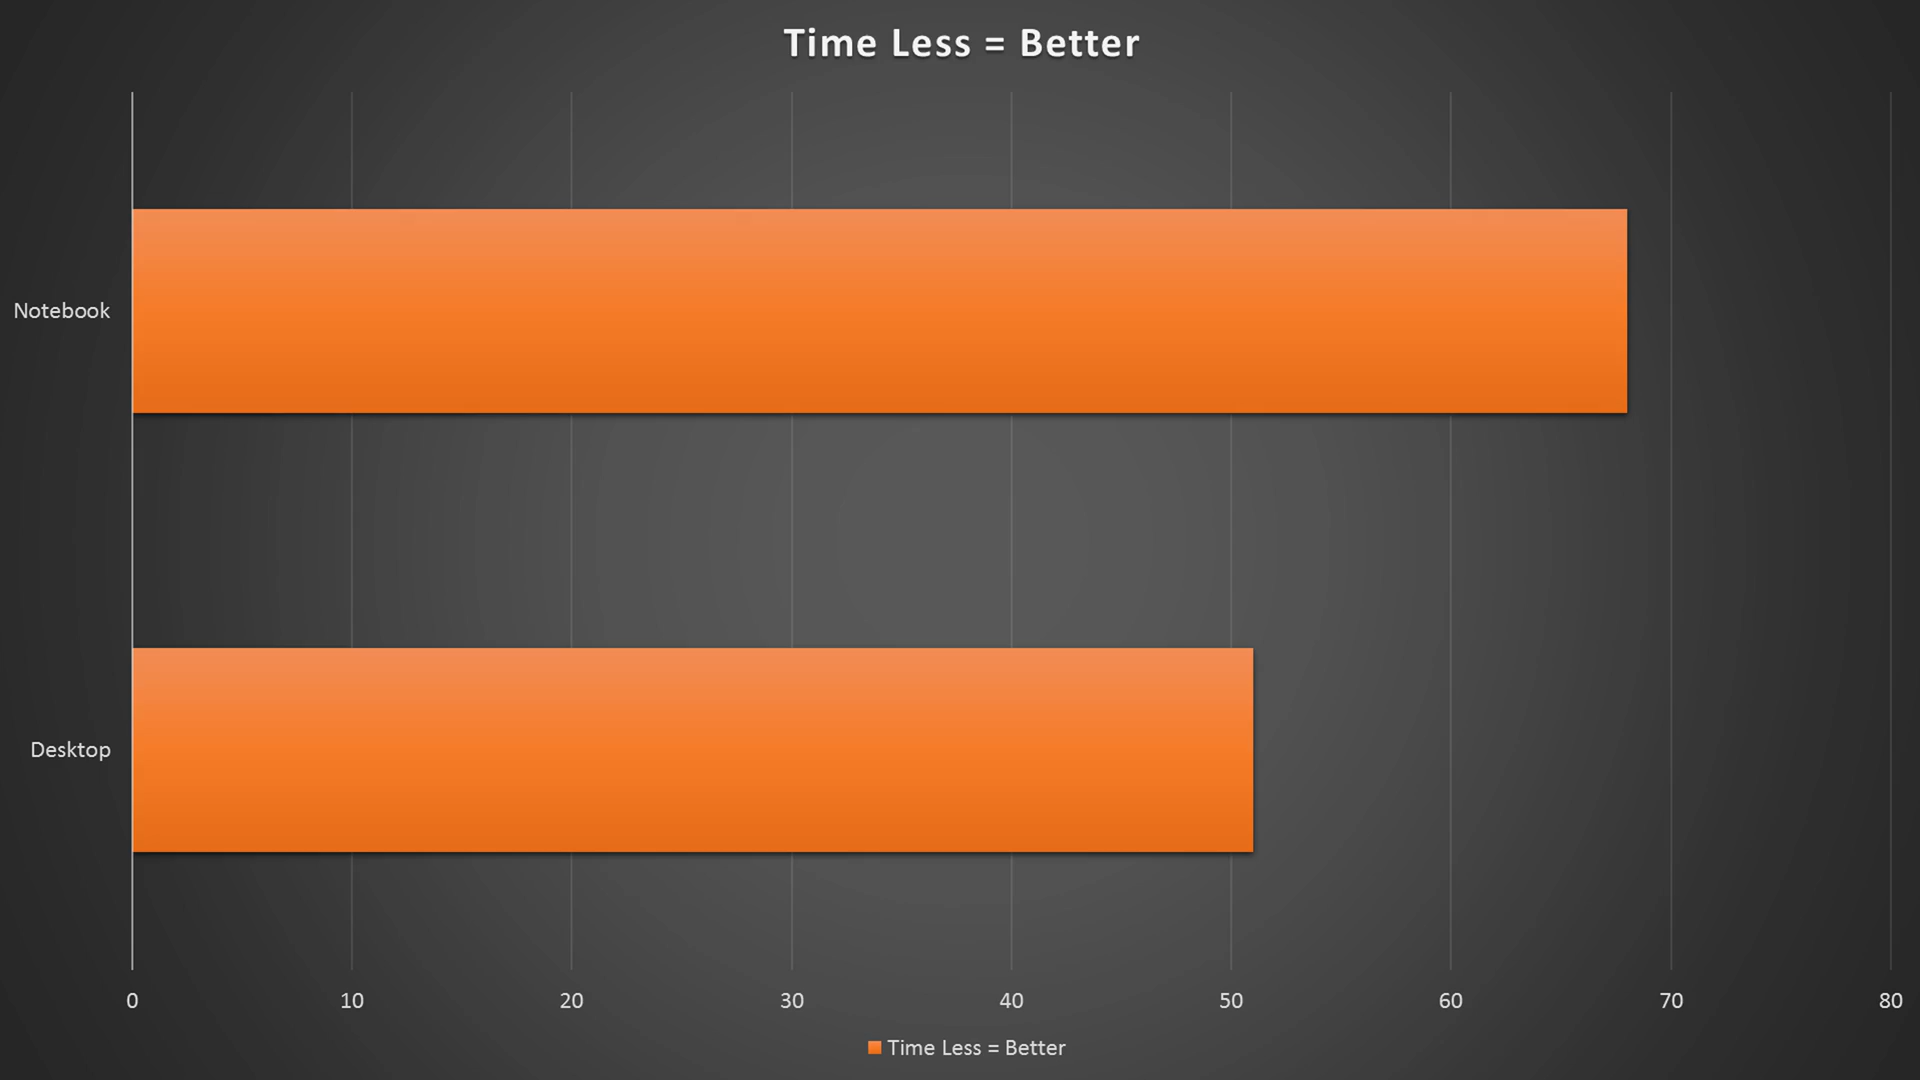 Time Less = Better
Notebook
Desktop
0 10 20 30 40 50 60 70 80
Time Less = Better